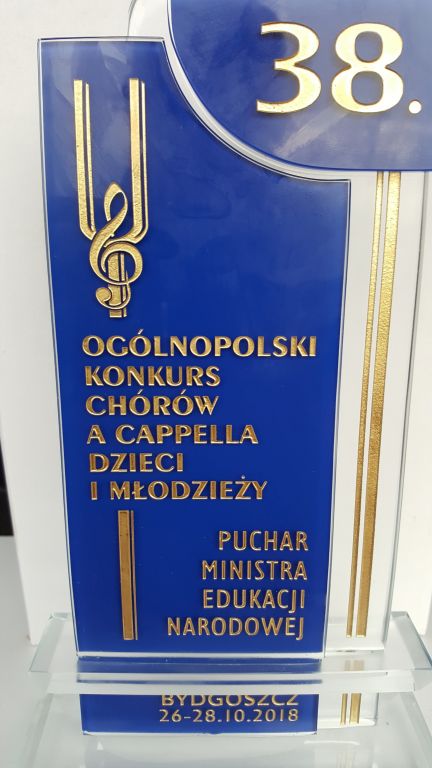 38.
OGÓLNOPOLSKI
KONKURS
CHÓRÓW
A CAPPELLA
DZIECI
I MŁODZIEŻY
PUCHAR
MINISTRA
EDUKACJI
NARODOWEJ
BYDGOSZCZ
26-28.10.2018